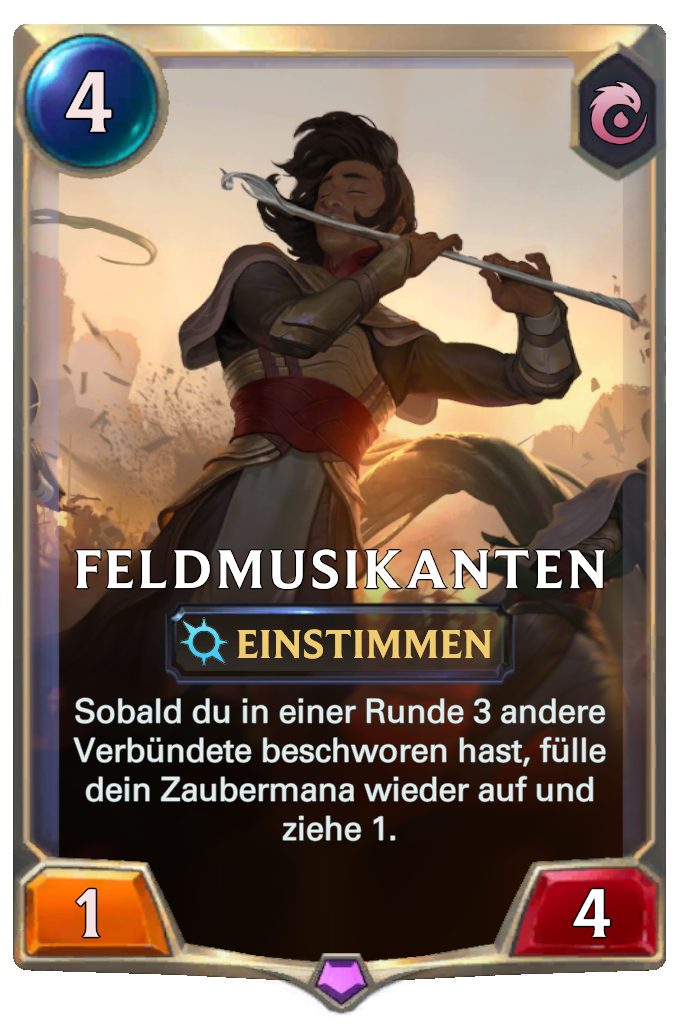 4
FELDMUSIKANTEN
EINSTIMMEN
Sobald du in einer Runde 3 andere
Verbündete beschworen hast, fülle
dein Zaubermana wieder auf und
ziehe 1.
1
4